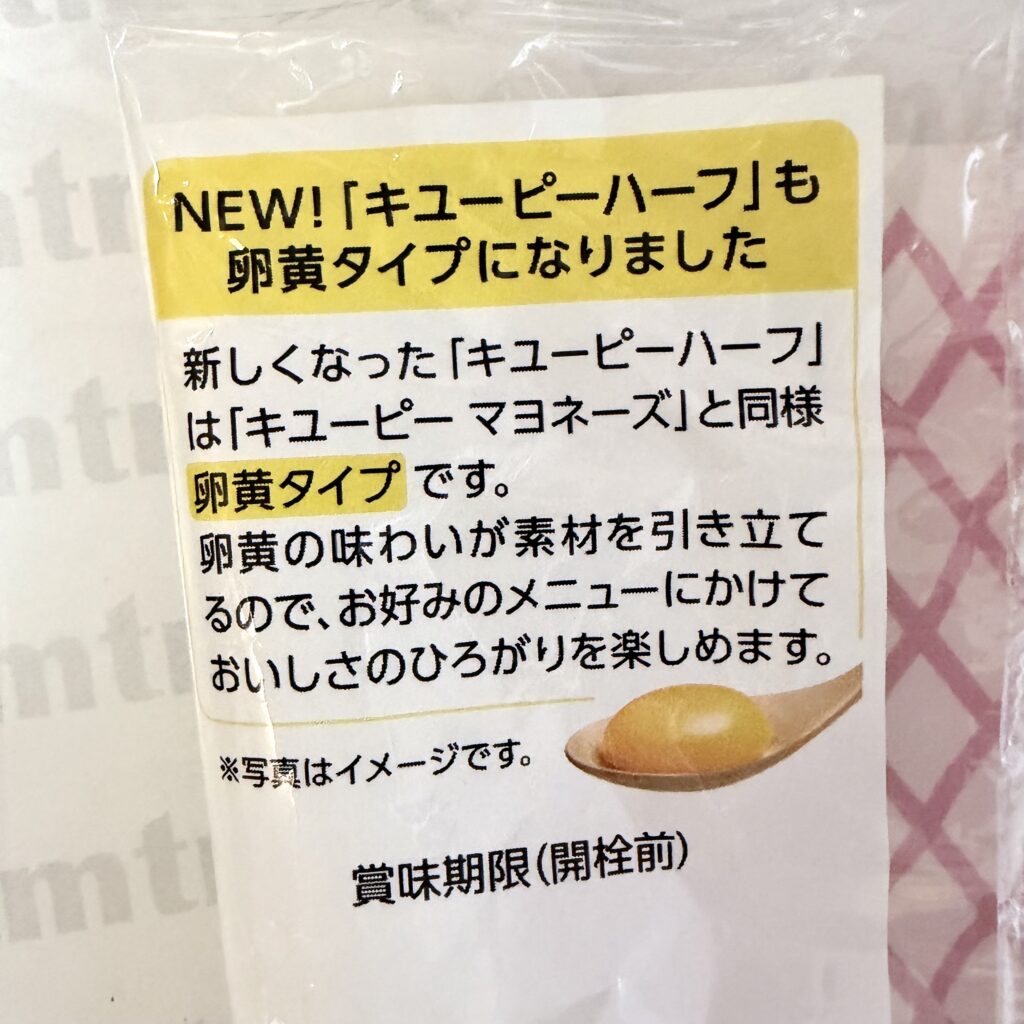 NEW!「キユーピーハーフ」も
卵黄タイプになりました
新しくなった「キユーピーハーフ」
は「キユーピー マヨネーズ」と同様
卵黄タイプです。
卵黄の味わいが素材を引き立て
るので、お好みのメニューにかけて
おいしさのひろがりを楽しめます。
※写真はイメージです。
賞味期限(開栓前)